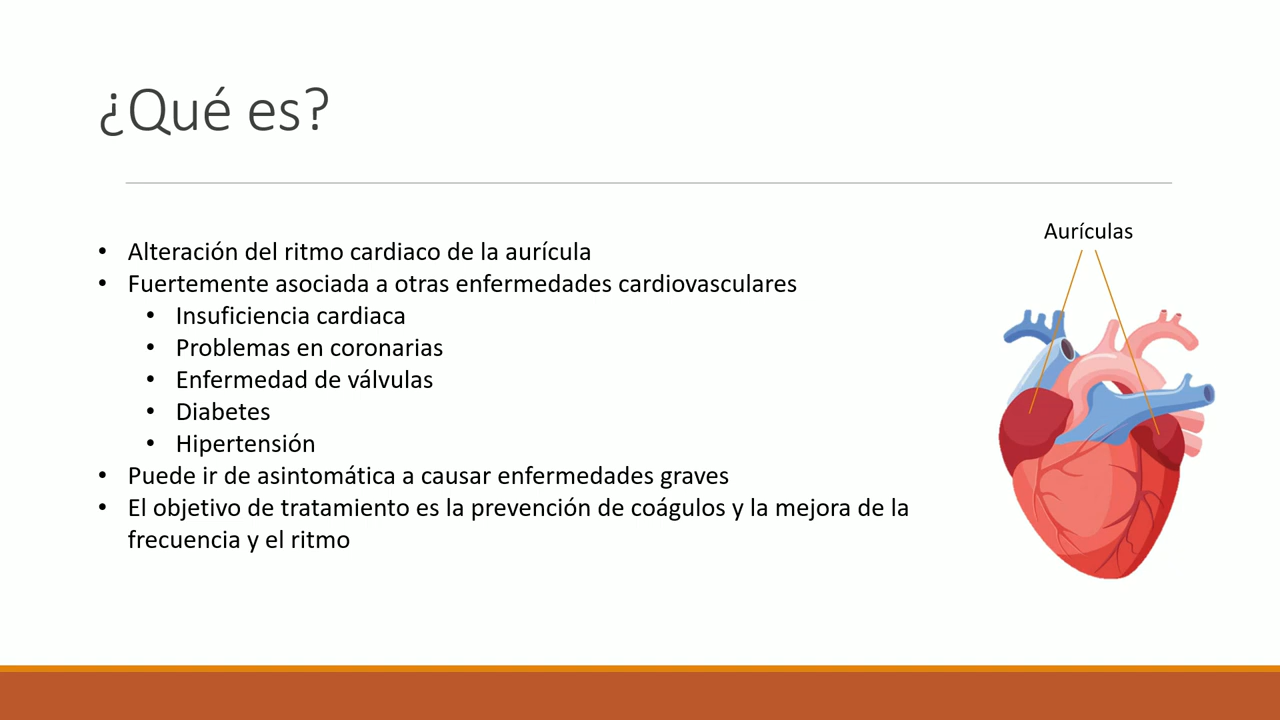 ¿Qué es?
Aurículas
• Alteración del ritmo cardiaco de la aurícula
• Fuertemente asociada a otras enfermedades cardiovasculares
• Insuficiencia cardiaca
• Problemas en coronarias
• Enfermedad de válvulas
• Diabetes
• Hipertensión
• Puede ir de asintomática a causar enfermedades graves
• El objetivo de tratamiento es la prevención de coágulos y la mejora de la
frecuencia y el ritmo